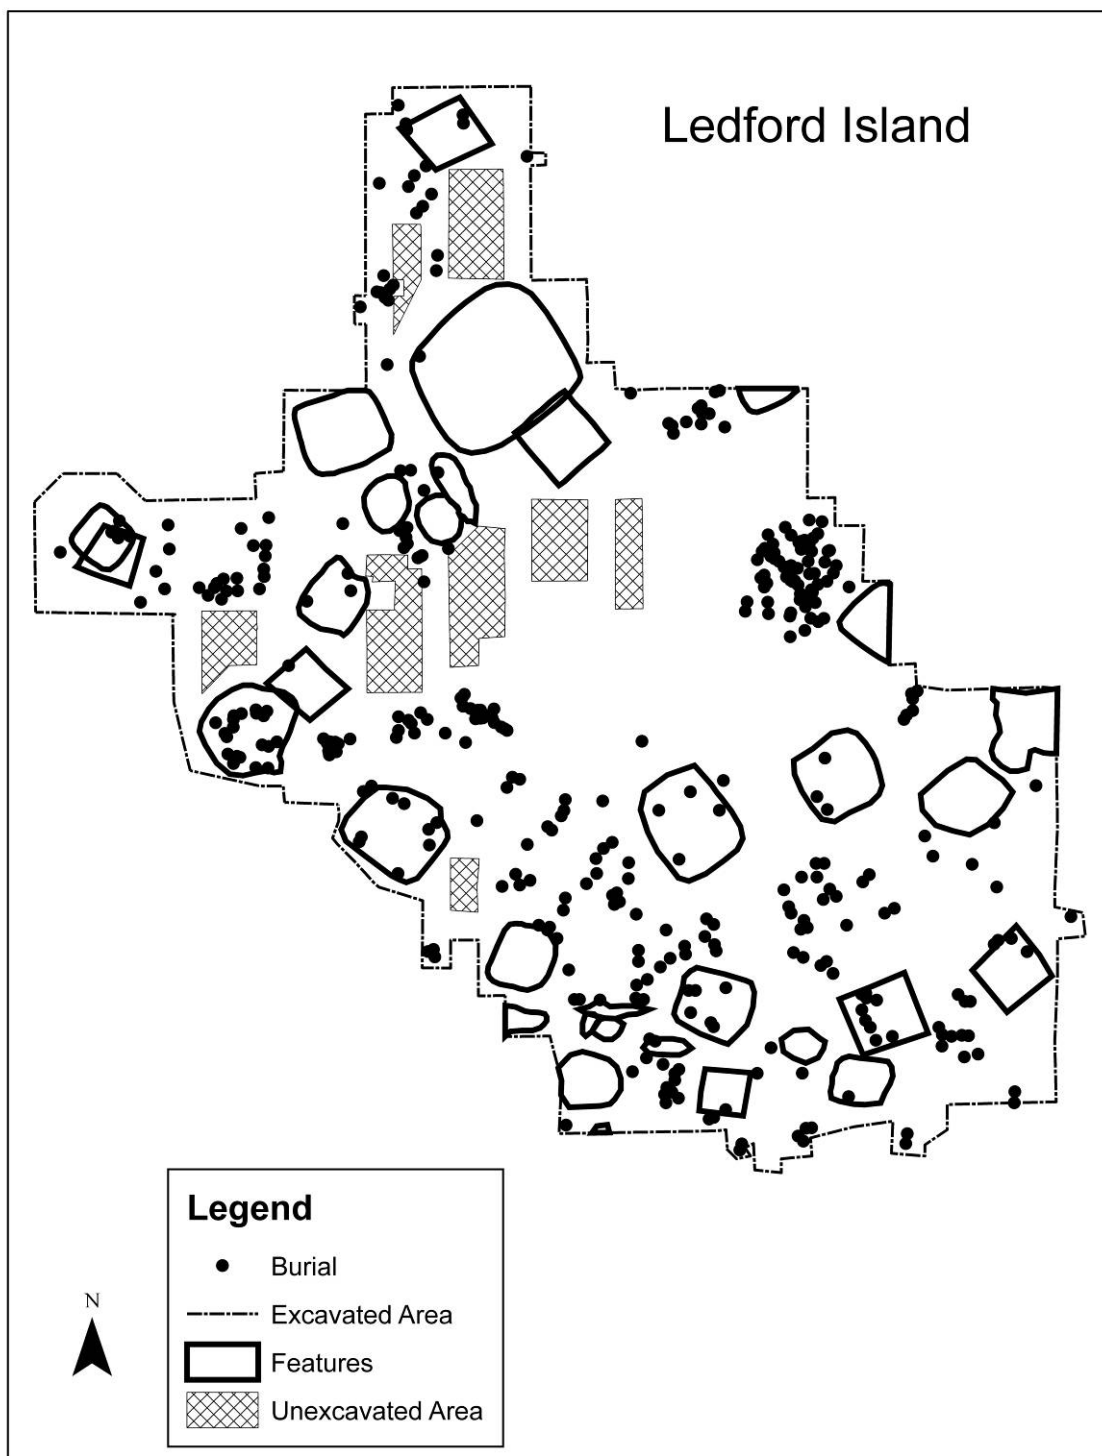 Ledford Island
Legend
Burial
Excavated Area
Features
Unexcavated Area
N